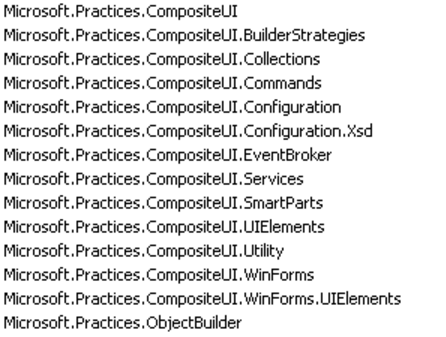 Microsoft.Practices.CompositeUI
Microsoft.Practices.CompositeUI.BuilderStrategies
Microsoft.Practices.CompositeUI.Collections
Microsoft.Practices.CompositeUI.Commands
Microsoft.Practices.CompositeUI.Configuration
Microsoft.Practices.CompositeUI.Configuration.Xsd
Microsoft.Practices.CompositeUI.EventBroker
Microsoft.Practices.CompositeUI.Services
Microsoft.Practices.CompositeUI.SmartParts
Microsoft.Practices.CompositeUI.UIElements
Microsoft.Practices.CompositeUI.Utility
Microsoft.Practices.CompositeUI.WinForms
Microsoft.Practices.CompositeUI.WinForms.UIElements
Microsoft.Practices.ObjectBuilder